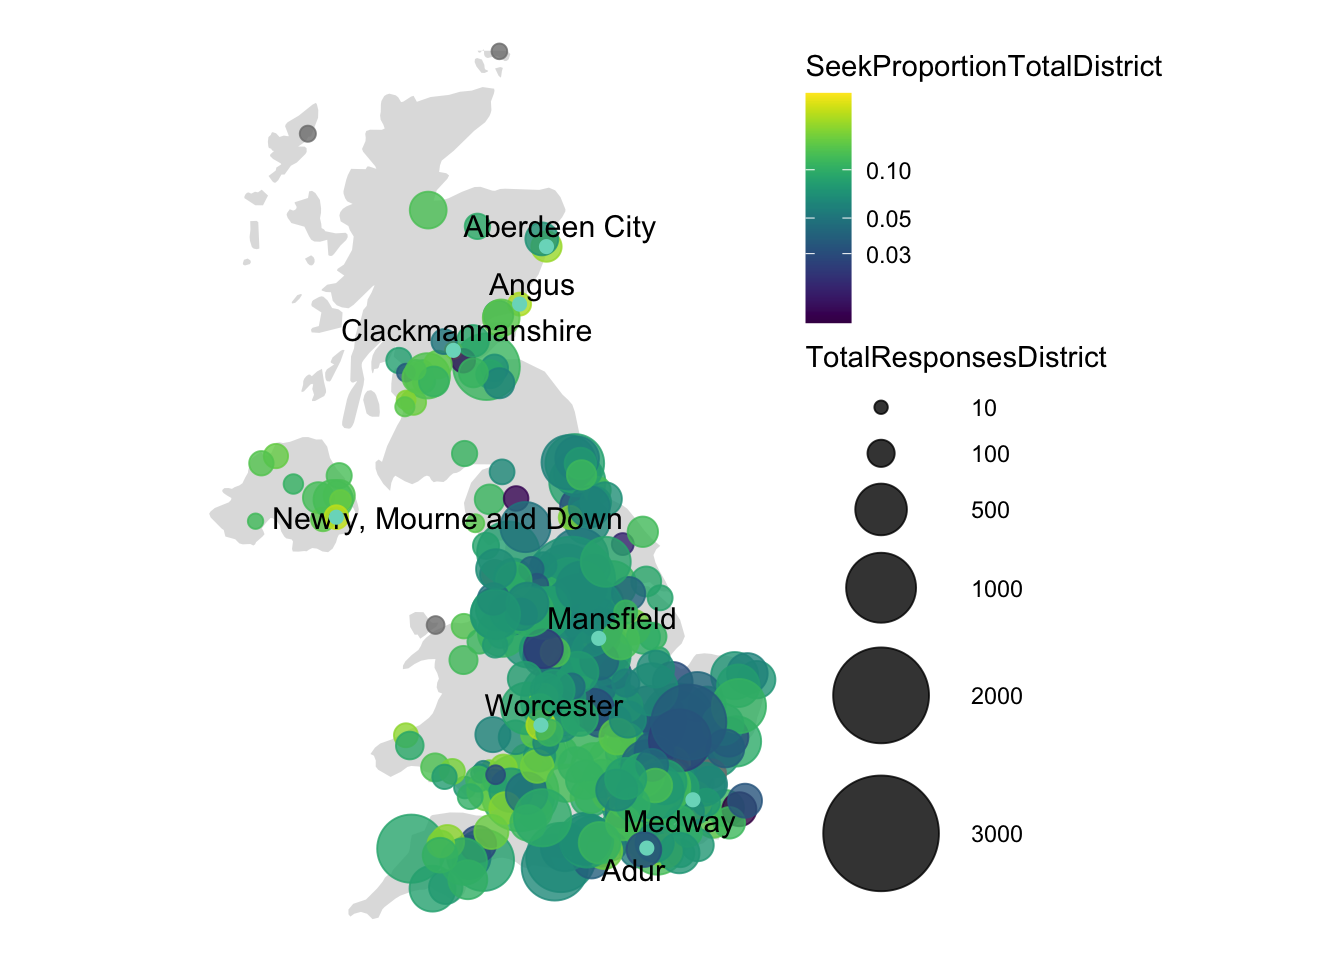 SeekProportionTotalDistrict
0.10
0.05
0.03
TotalResponsesDistrict
10
100
500
1000
2000
3000
Aberdeen City
Angus
Clackmannanshire
Newry, Mourne and Down
Mansfield
Worcester
Medway
Adur